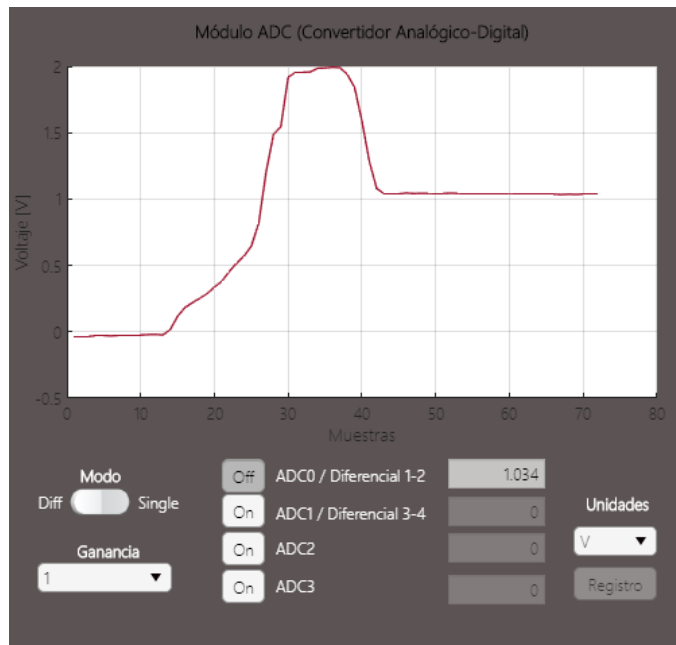 Módulo ADC (Convertidor Analógico-Digital)
2
1.5
1
0.5
0
-0.5
Voltaje [V]
0 10 20 30 40 50 60 70 80
Muestras
Modo
Diff Single
Ganancia
1
Off ADC0 / Diferencial 1-2 1.034
On ADC1 / Diferencial 3-4 0
On ADC2 0
On ADC3 0
Unidades
V
Registro